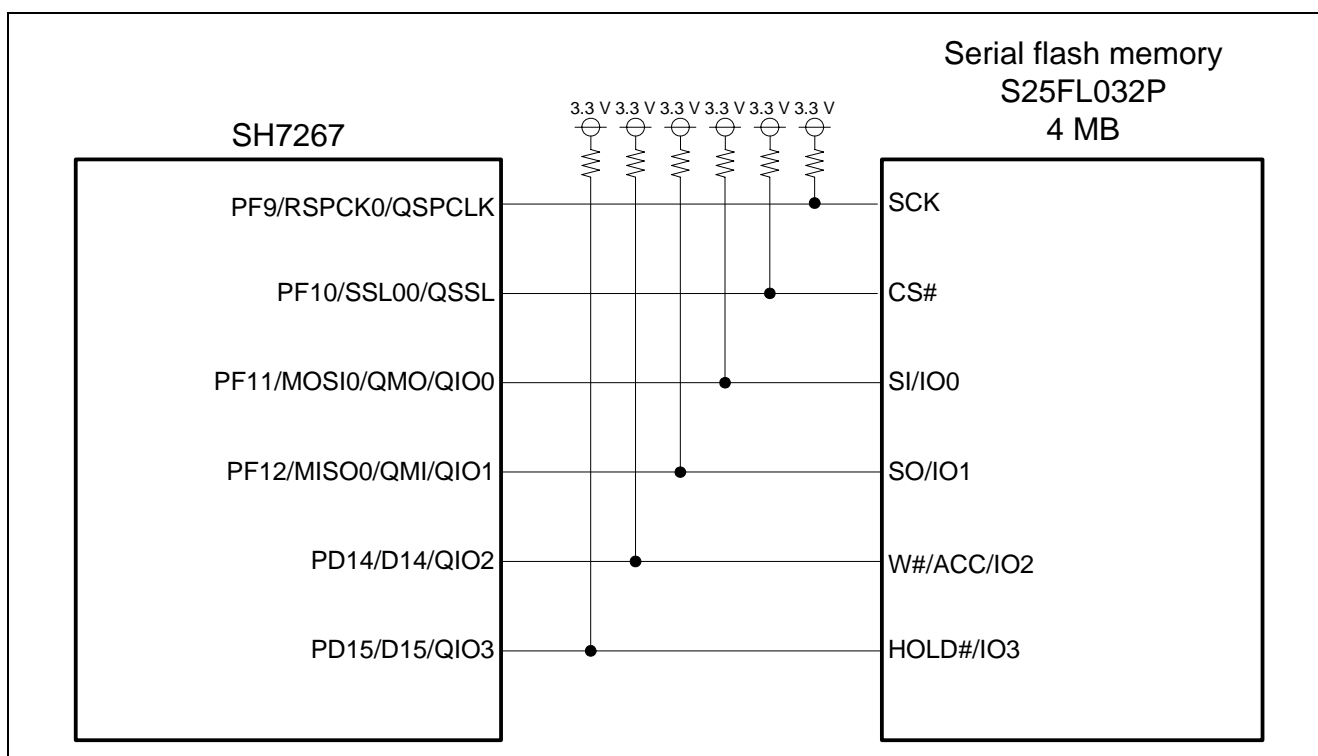 Serial flash memory
S25FL032P
4 MB
SH7267
3.3 V 3.3 V 3.3 V 3.3 V 3.3 V 3.3 V
PF9/RSPCK0/QSPCLK
SCK
PF10/SSL00/QSSL
CS#
PF11/MOSI0/QMO/QIO0
SI/IO0
PF12/MISO0/QMI/QIO1
SO/IO1
PD14/D14/QIO2
W#/ACC/IO2
PD15/D15/QIO3
HOLD#/IO3